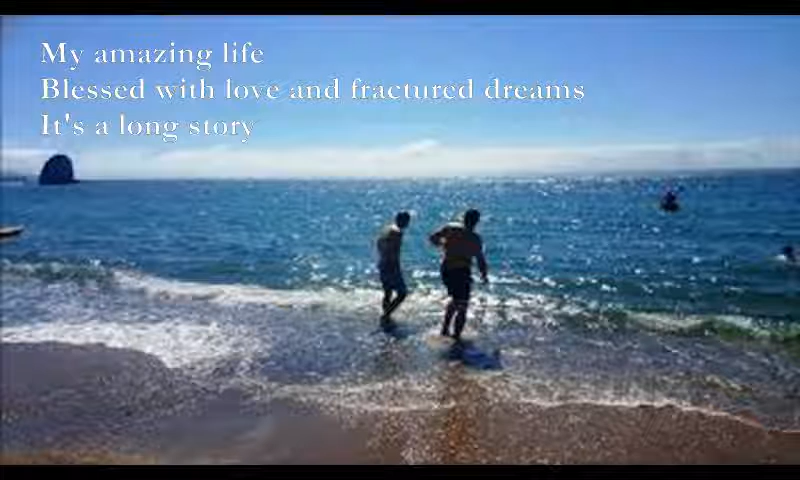 My amazing life
Blessed with love and fractured dreams
It's a long story